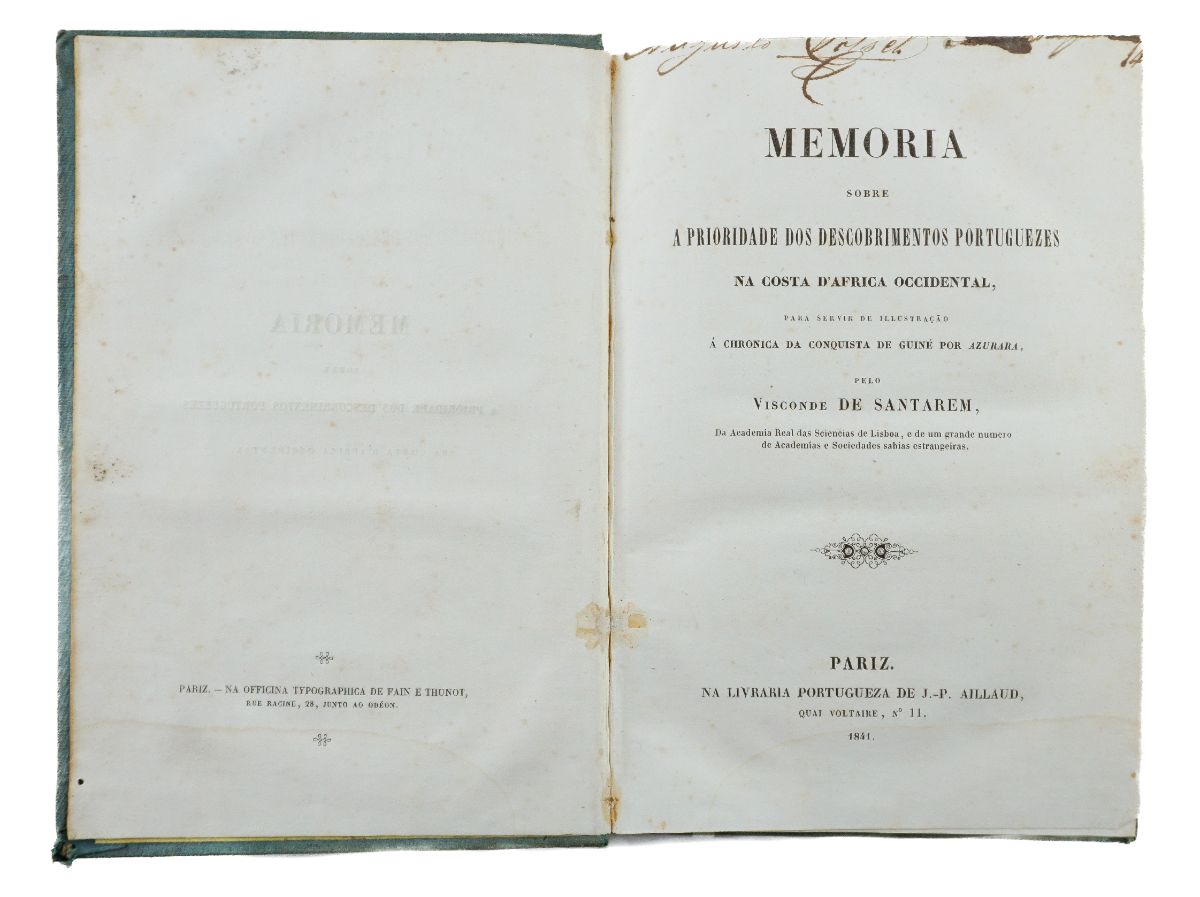 PARIZ. — NA OFFICINA TYPOGRAPHICA DE FAIN E THUNOT,
RUE RACINE, 28, JUNTO AO ODÉON.
Augusto
MEMORIA
SOBRE
A PRIORIDADE DOS DESCOBRIMENTOS PORTUGUEZES
NA COSTA D'AFRICA OCCIDENTAL,
PARA SERVIR DE ILLUSTRAÇÃO
Á CHRONICA DA CONQUISTA DE GUINÉ POR AZURARA,
PELO
VISCONDE DE SANTAREM,
Da Academia Real das Sciencias de Lisboa, e de um grande numero
de Academias e Sociedades sabias estrangeiras.
PARIZ.
NA LIVRARIA PORTUGUEZA DE J.-P. AILLAUD,
QUAI VOLTAIRE, N° 11.
1841.